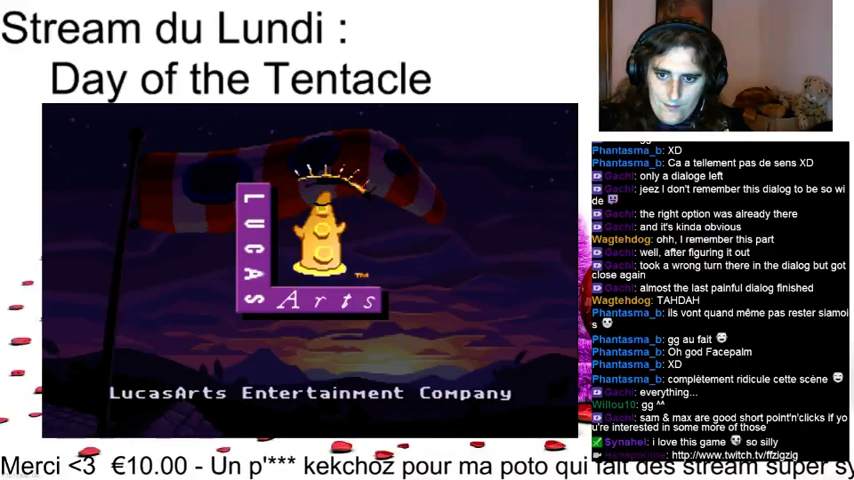 Stream du Lundi :
Day of the Tentacle
LUCAS
Arts
TM
LucasArts Entertainment Company
Phantasma_b: XD
Phantasma_b: Ca a tellement pas de sens XD
Gachi: only a dialoge left
Gachi: jeez I don't remember this dialog to be so wi
de
Gachi: the right option was already there
Gachi: and it's kinda obvious
Wagtehdog: ohh, I remember this part
Gachi: well, after figuring it out
Gachi: took a wrong turn there in the dialog but got
close again
Gachi: almost the last painful dialog finished
Wagtehdog: TAHDAH
Phantasma_b: ils vont quand même pas rester siamoi
s
Phantasma_b: gg au fait
Phantasma_b: Oh god Facepalm
Phantasma_b: XD
Phantasma_b: complètement ridicule cette scène
Gachi: everything...
Willou10: gg ^^
Gachi: sam & max are good short point'n'clicks if yo
u're interested in some more of those
Synahel: i love this game so silly
http://www.twitch.tv/ffzigzig
Merci <3 €10.00 - Un p'*** kekchoz pour ma poto qui fait des stream super sy